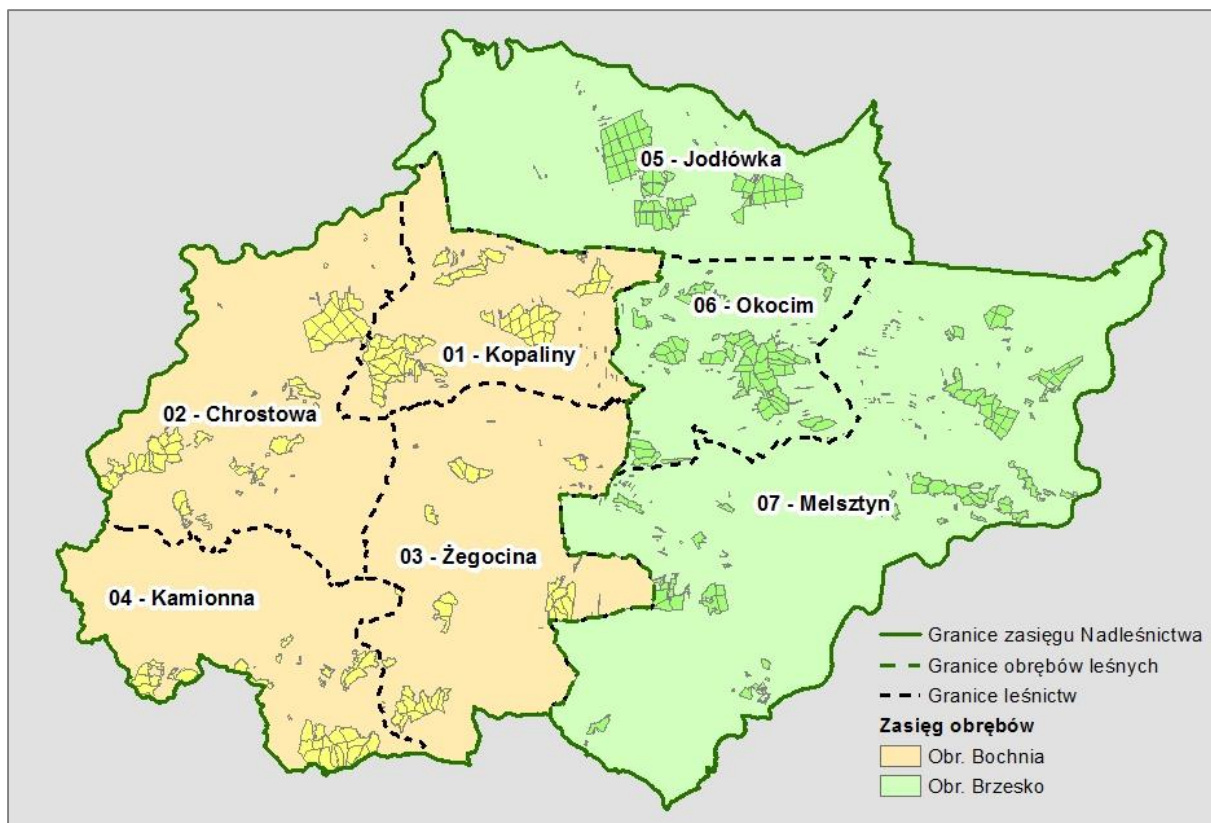 05 - Jodłówka
06 - Okocim
01 - Kopaliny
02 - Chrostowa
07 - Melsztyn
03 - Żegocina
04 - Kamionna
Granice zasięgu Nadleśnictwa
Granice obrębów leśnych
Granice leśnictw
Zasięg obrębów
Obr. Bochnia
Obr. Brzesko